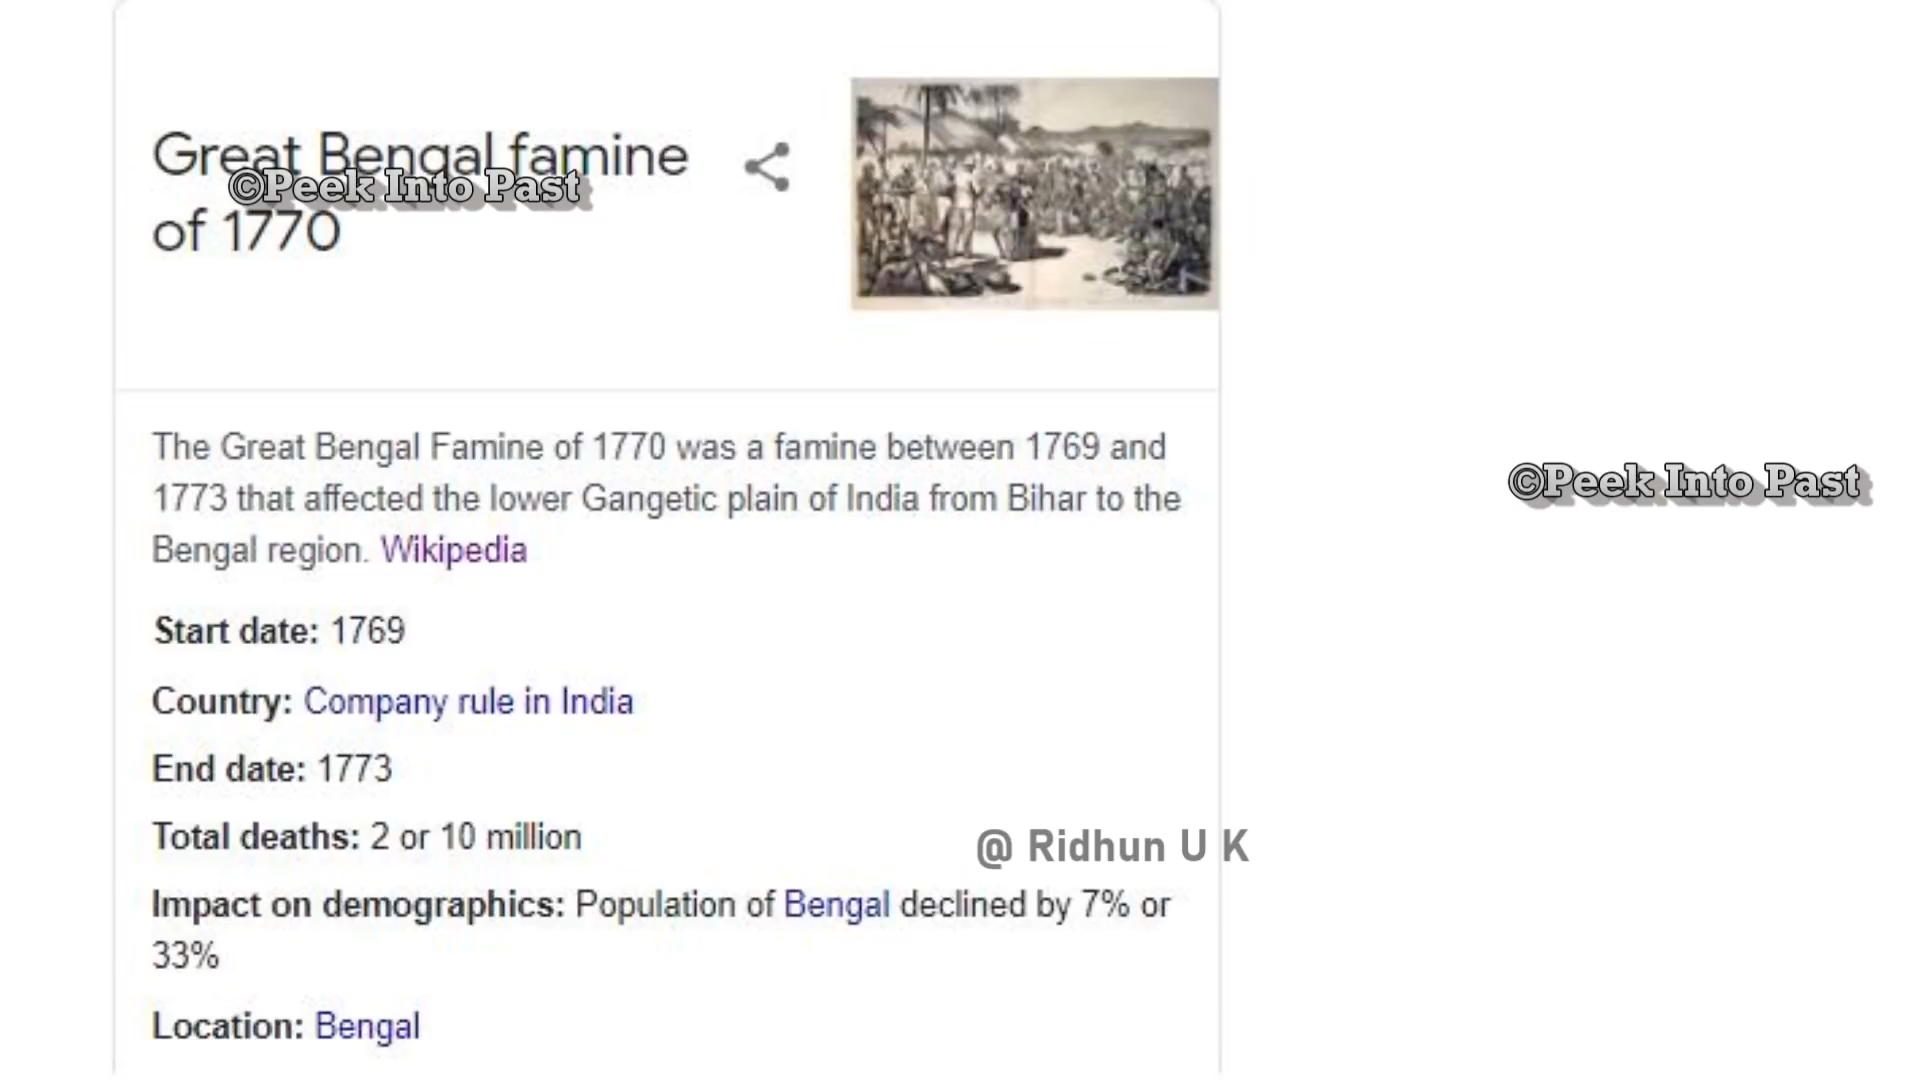 Great Bengal famine
©Peek Into Past
of 1770
The Great Bengal Famine of 1770 was a famine between 1769 and
1773 that affected the lower Gangetic plain of India from Bihar to the
Bengal region. Wikipedia
©Peek Into Past
Start date: 1769
Country: Company rule in India
End date: 1773
Total deaths: 2 or 10 million
@ Ridhun U K
Impact on demographics: Population of Bengal declined by 7% or
33%
Location: Bengal